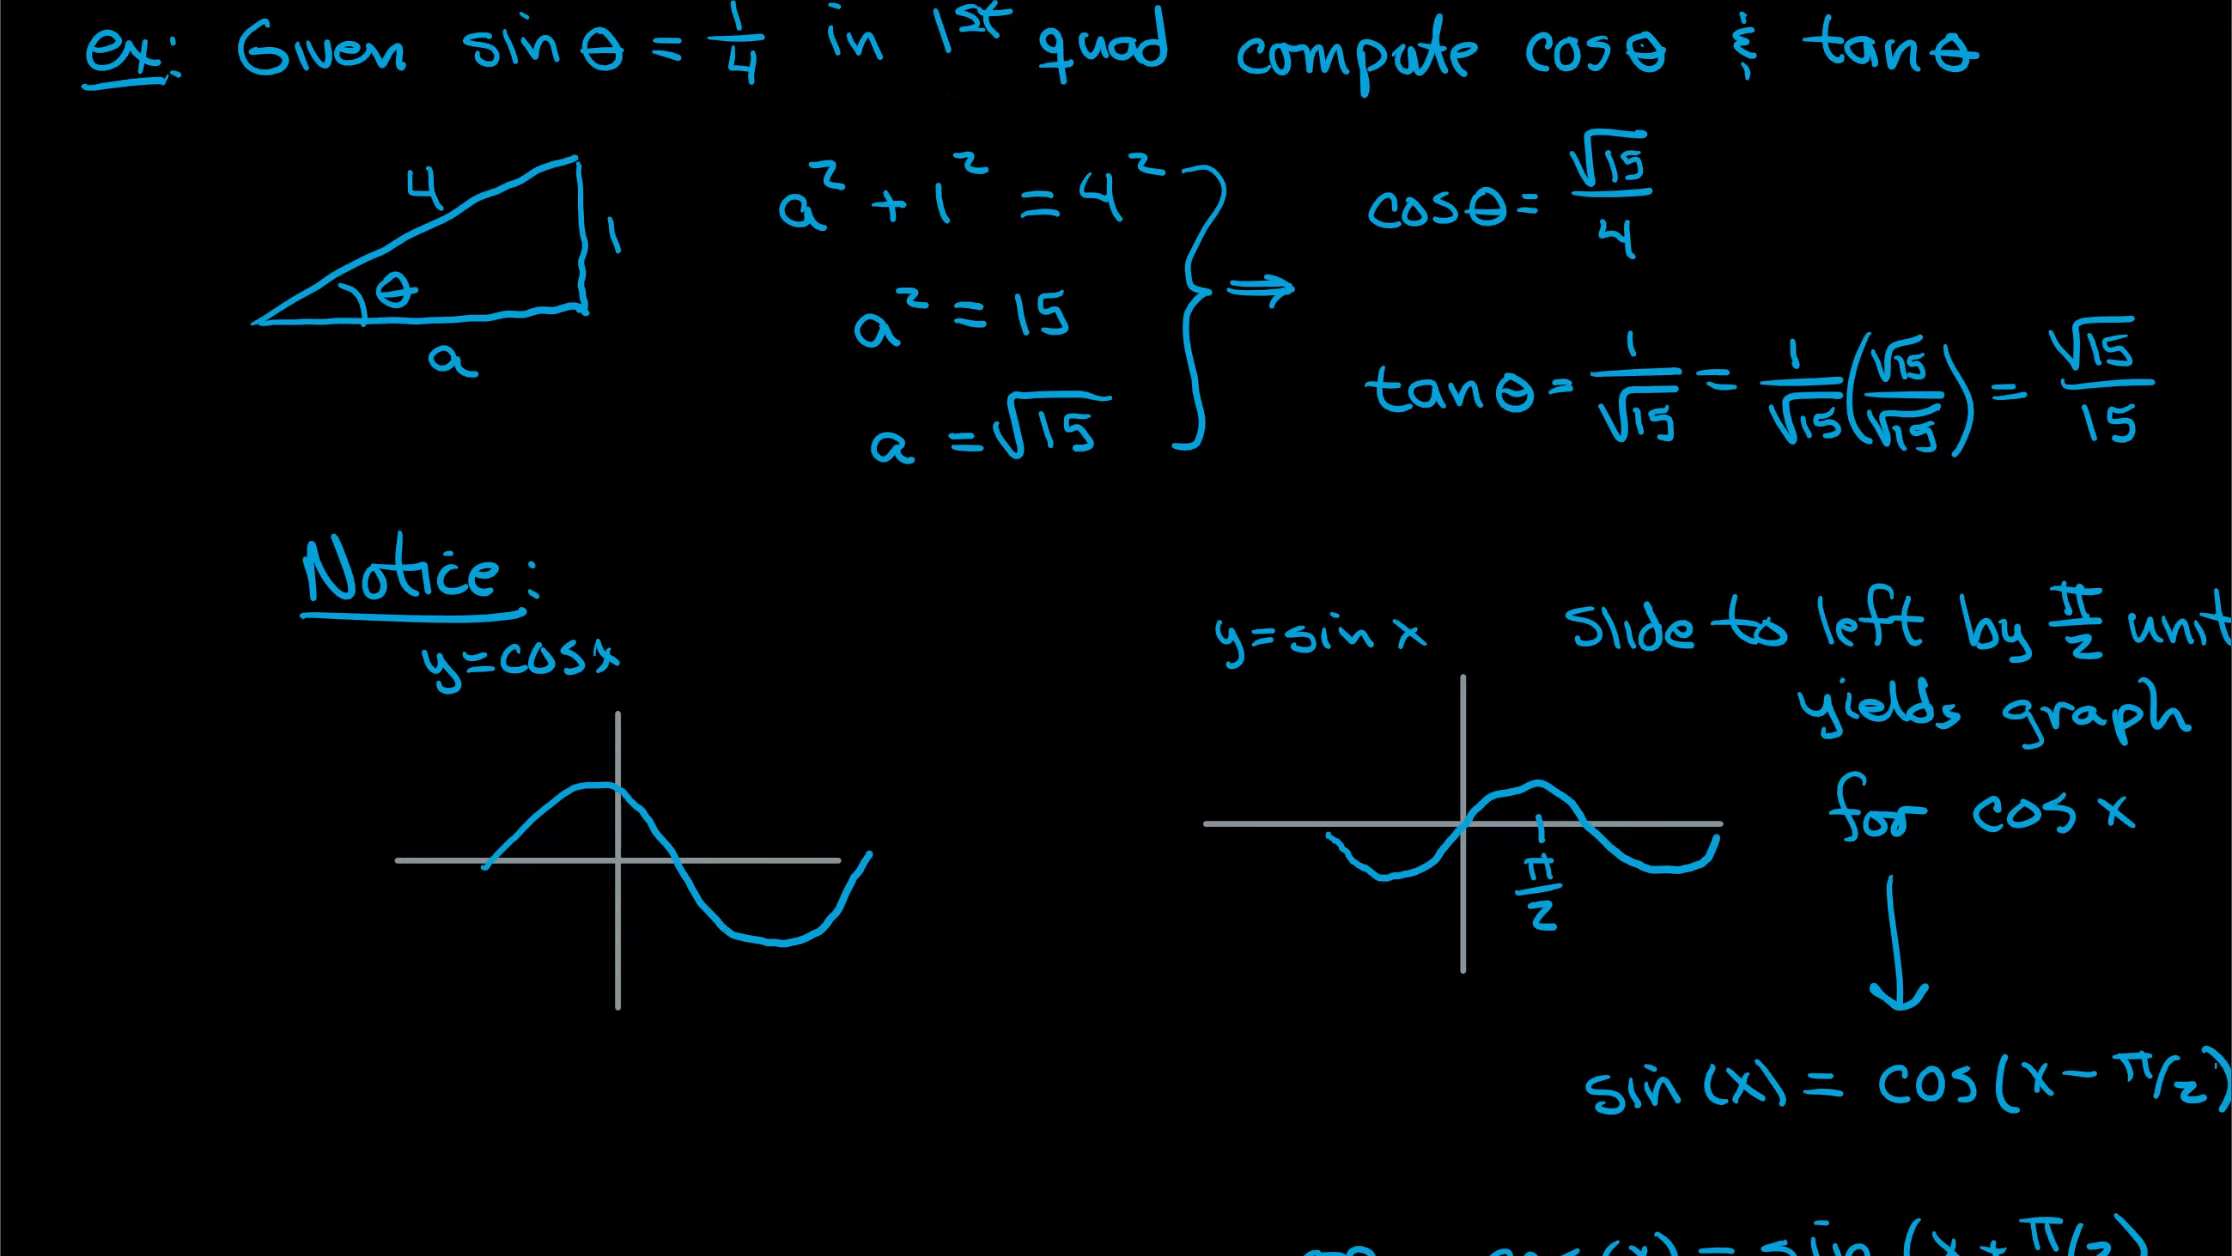 ex: Given sin θ = 1/4 in 1st quad compute cos θ & tan θ
4
1
θ
a
a² + 1² = 4²
a² = 15
a = √15
⇒
cos θ = √15/4
tan θ = 1/√15 = 1/√15 (√15/√15) = √15/15
Notice:
y = cos x
y = sin x
π/2
slide to left by π/2 unit
yields graph
for cos x
sin (x) = cos (x - π/2)
(x) = sin (x + π/2)